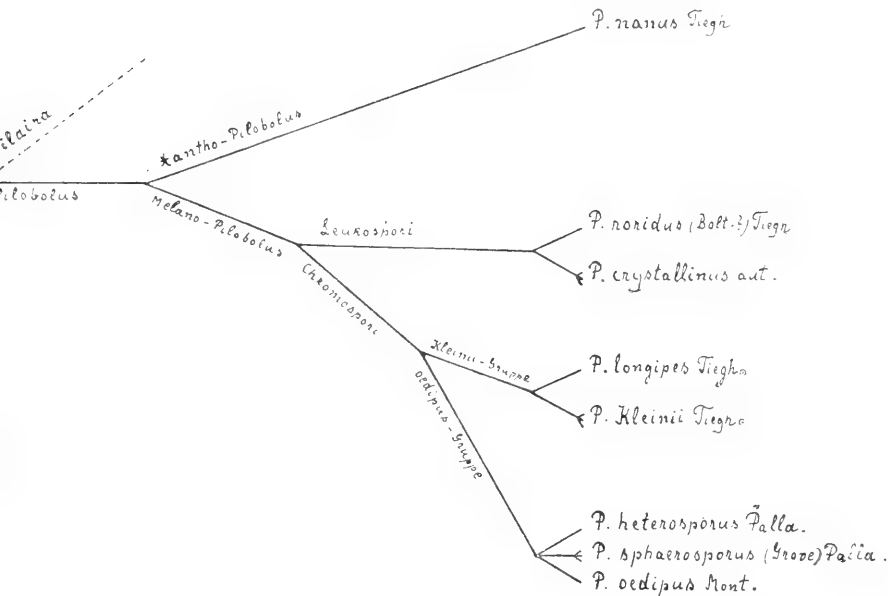 P. nanus Tiegh
ilaira
Xantho-Pilobolus
Pilobolus
Melano-Pilobolus
Leukospori
P. roridus (Bolt.?) Tiegh
P. crystallinus aut.
Chromospori
Kleinii-Gruppe
P. longipes Tiegh.
P. Kleinii Tiegh.
Oedipus-Gruppe
P. heterosporus Palla.
P. sphaerosporus (Grove) Palla.
P. oedipus Mont.